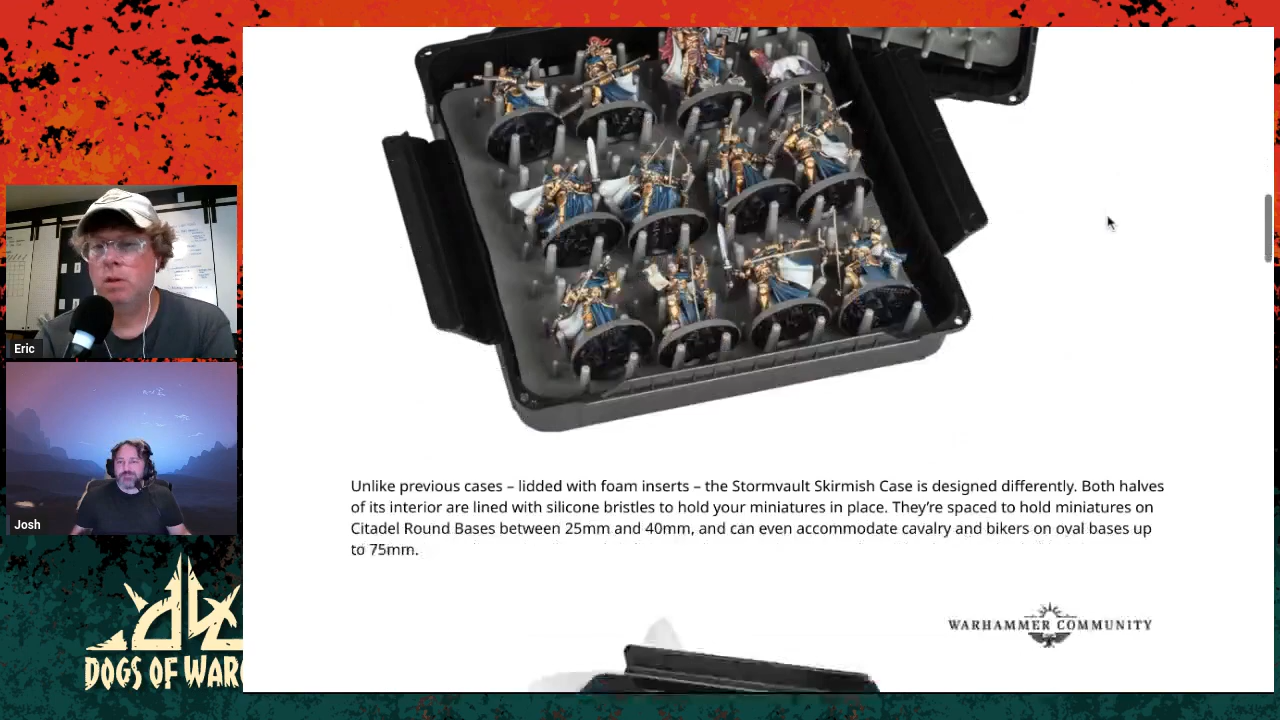 Unlike previous cases – lidded with foam inserts – the Stormvault Skirmish Case is designed differently. Both halves
of its interior are lined with silicone bristles to hold your miniatures in place. They’re spaced to hold miniatures on
Citadel Round Bases between 25mm and 40mm, and can even accommodate cavalry and bikers on oval bases up
to 75mm.
WARHAMMER COMMUNITY
Eric
Josh
DOGS OF WAR